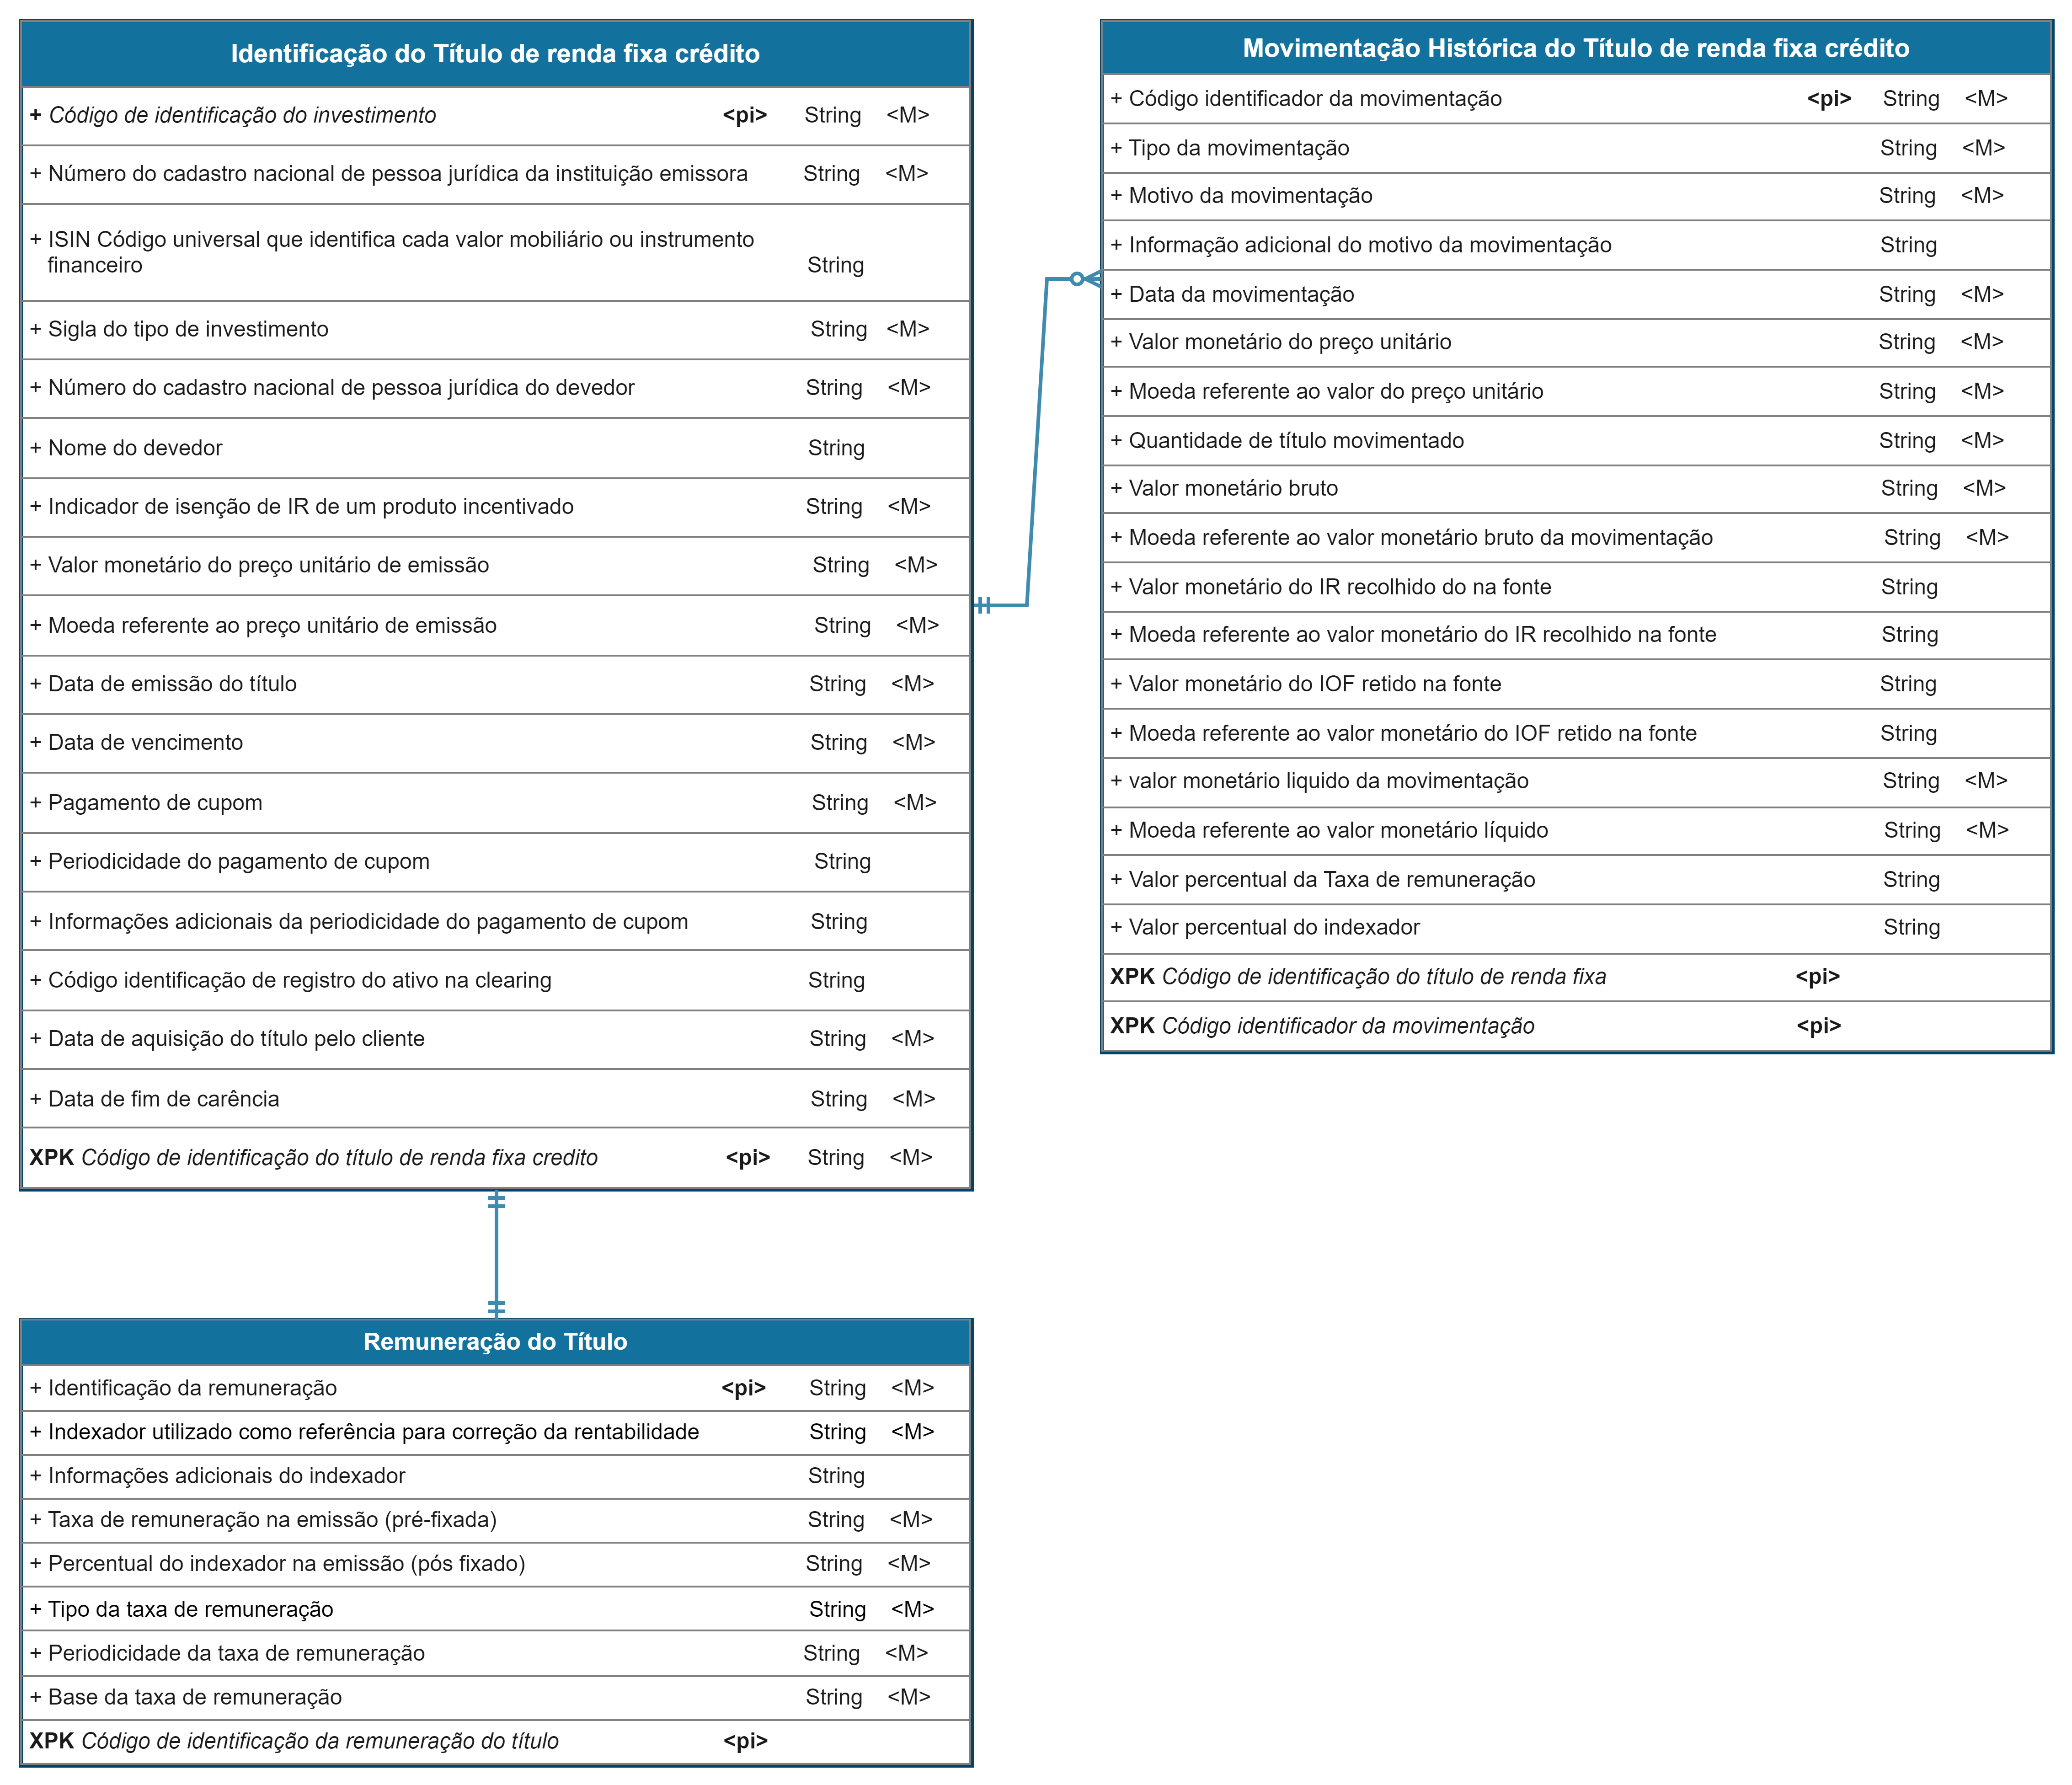 Identificação do Título de renda fixa crédito
+ Código de identificação do investimento <pi> String <M>
+ Número do cadastro nacional de pessoa jurídica da instituição emissora String <M>
+ ISIN Código universal que identifica cada valor mobiliário ou instrumento
financeiro String
+ Sigla do tipo de investimento String <M>
+ Número do cadastro nacional de pessoa jurídica do devedor String <M>
+ Nome do devedor String
+ Indicador de isenção de IR de um produto incentivado String <M>
+ Valor monetário do preço unitário de emissão String <M>
+ Moeda referente ao preço unitário de emissão String <M>
+ Data de emissão do título String <M>
+ Data de vencimento String <M>
+ Pagamento de cupom String <M>
+ Periodicidade do pagamento de cupom String
+ Informações adicionais da periodicidade do pagamento de cupom String
+ Código identificação de registro do ativo na clearing String
+ Data de aquisição do título pelo cliente String <M>
+ Data de fim de carência String <M>
XPK Código de identificação do título de renda fixa credito <pi> String <M>
Movimentação Histórica do Título de renda fixa crédito
+ Código identificador da movimentação <pi> String <M>
+ Tipo da movimentação String <M>
+ Motivo da movimentação String <M>
+ Informação adicional do motivo da movimentação String
+ Data da movimentação String <M>
+ Valor monetário do preço unitário String <M>
+ Moeda referente ao valor do preço unitário String <M>
+ Quantidade de título movimentado String <M>
+ Valor monetário bruto String <M>
+ Moeda referente ao valor monetário bruto da movimentação String <M>
+ Valor monetário do IR recolhido do na fonte String
+ Moeda referente ao valor monetário do IR recolhido na fonte String
+ Valor monetário do IOF retido na fonte String
+ Moeda referente ao valor monetário do IOF retido na fonte String
+ valor monetário liquido da movimentação String <M>
+ Moeda referente ao valor monetário líquido String <M>
+ Valor percentual da Taxa de remuneração String
+ Valor percentual do indexador String
XPK Código de identificação do título de renda fixa <pi>
XPK Código identificador da movimentação <pi>
Remuneração do Título
+ Identificação da remuneração <pi> String <M>
+ Indexador utilizado como referência para correção da rentabilidade String <M>
+ Informações adicionais do indexador String
+ Taxa de remuneração na emissão (pré-fixada) String <M>
+ Percentual do indexador na emissão (pós fixado) String <M>
+ Tipo da taxa de remuneração String <M>
+ Periodicidade da taxa de remuneração String <M>
+ Base da taxa de remuneração String <M>
XPK Código de identificação da remuneração do título <pi>